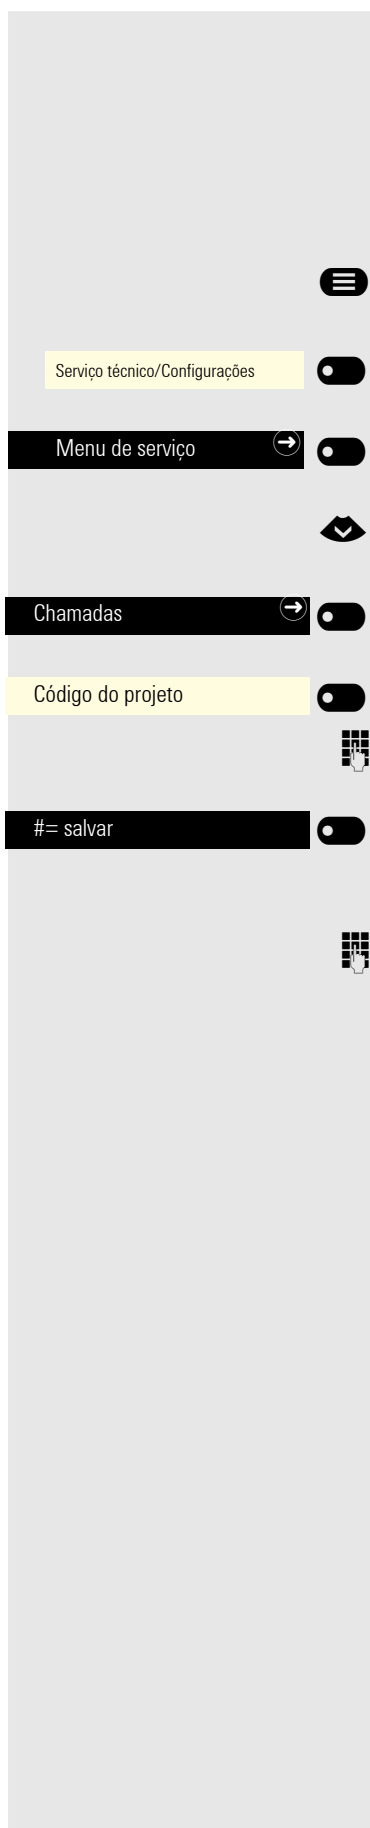 Serviço técnico/Configurações
Menu de serviço
Chamadas
Código do projeto
#= salvar